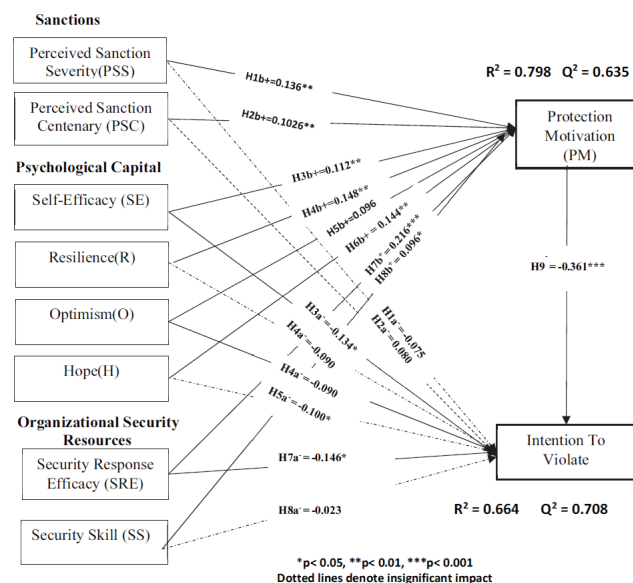 Sanctions
Perceived Sanction
Severity(PSS)
Perceived Sanction
Centenary (PSC)
Psychological Capital
Self-Efficacy (SE)
Resilience(R)
Optimism(O)
Hope(H)
Organizational Security
Resources
Security Response
Efficacy (SRE)
Security Skill (SS)
H1b+=0.136**
H2b+=0.1026**
H3b+=0.112**
H4b+=0.148**
H5b+=0.096
H6b+ = 0.144**
H7b⁺ = 0.216***
H8b⁺ = 0.096*
H3a⁻ = -0.134*
H4a⁻ = -0.090
H1a⁻ = -0.075
H2a⁻ = 0.080
H4a⁻ = -0.090
H5a⁻ = -0.100*
H7a⁻ = -0.146*
H8a⁻ = -0.023
R² = 0.798 Q² = 0.635
Protection
Motivation
(PM)
H9⁻ = -0.361***
Intention To
Violate
R² = 0.664 Q² = 0.708
*p< 0.05, **p< 0.01, ***p< 0.001
Dotted lines denote insignificant impact